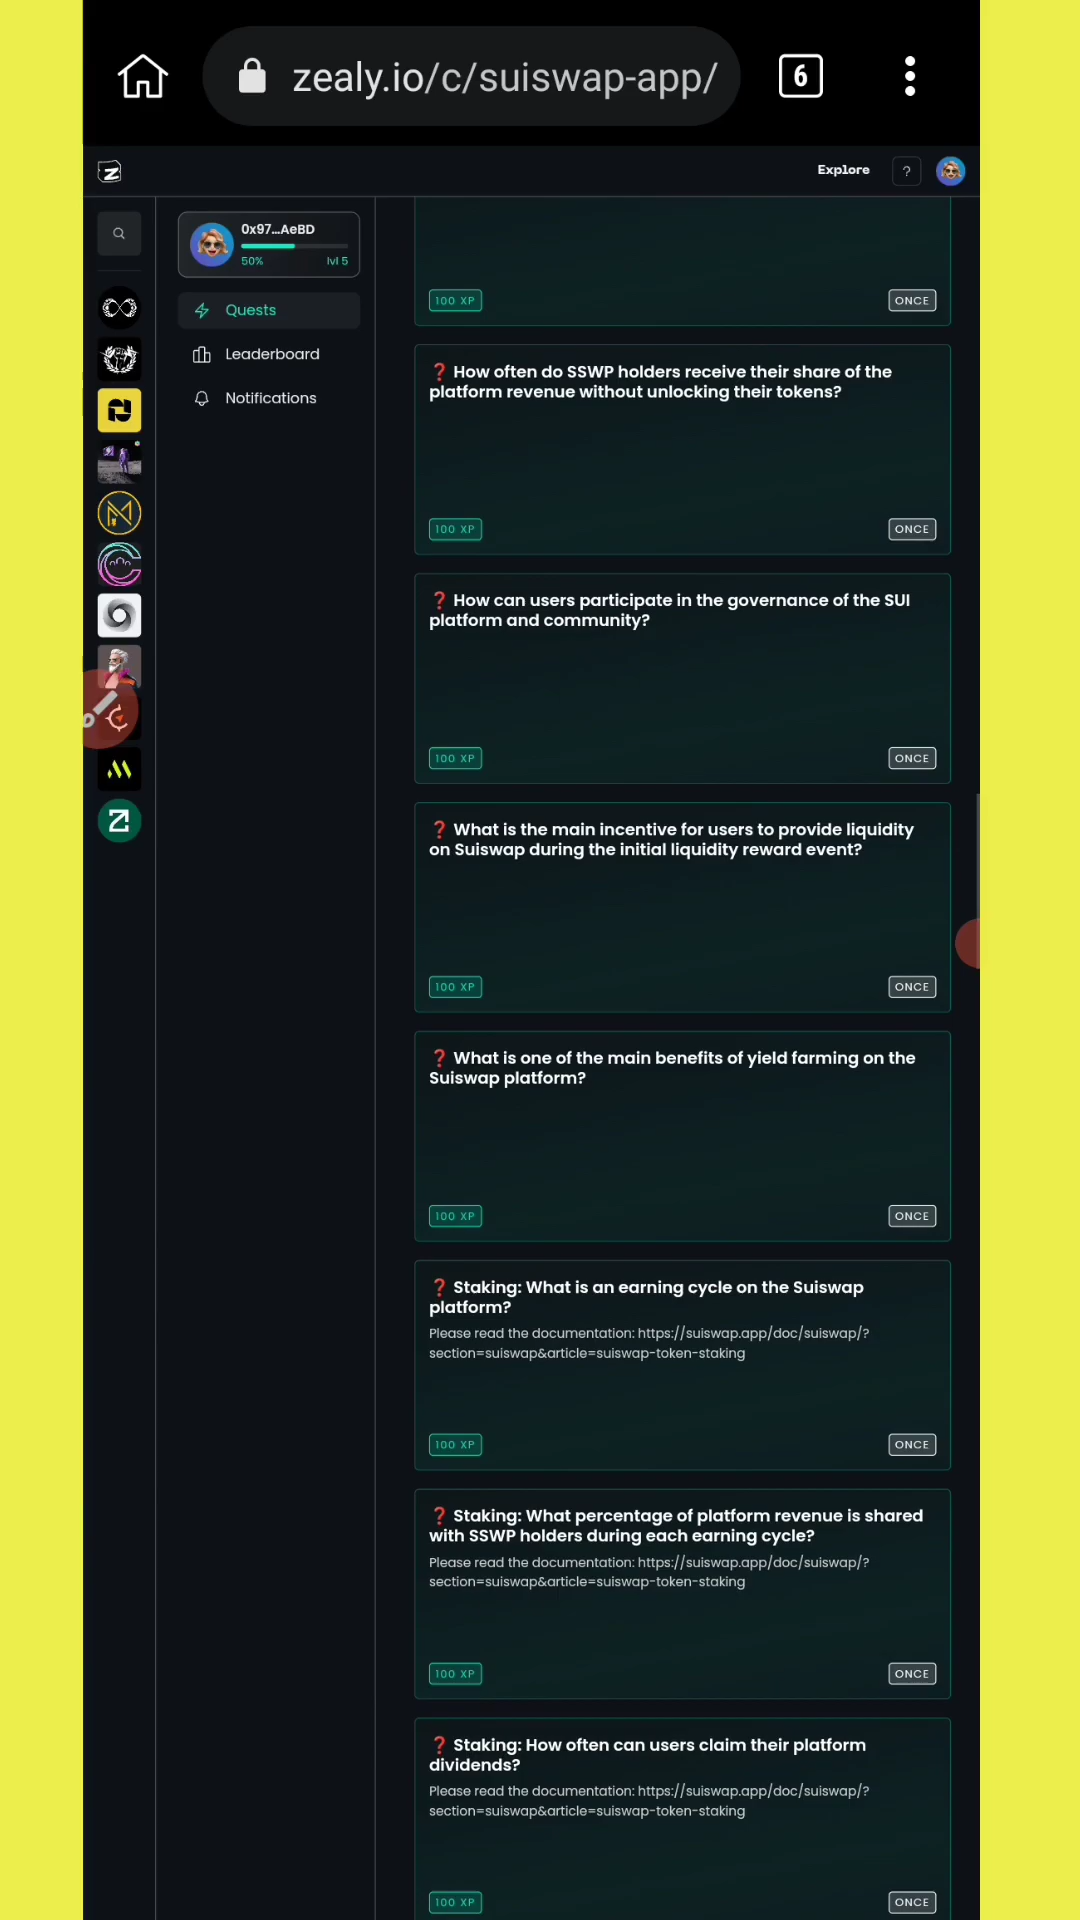 zealy.io/c/suiswap-app/
6
Explore
?
0x97...AeBD
50%
lvl 5
Quests
Leaderboard
Notifications
100 XP
ONCE
❓ How often do SSWP holders receive their share of the
platform revenue without unlocking their tokens?
100 XP
ONCE
❓ How can users participate in the governance of the SUI
platform and community?
100 XP
ONCE
❓ What is the main incentive for users to provide liquidity
on Suiswap during the initial liquidity reward event?
100 XP
ONCE
❓ What is one of the main benefits of yield farming on the
Suiswap platform?
100 XP
ONCE
❓ Staking: What is an earning cycle on the Suiswap
platform?
Please read the documentation: https://suiswap.app/doc/suiswap/?
section=suiswap&article=suiswap-token-staking
100 XP
ONCE
❓ Staking: What percentage of platform revenue is shared
with SSWP holders during each earning cycle?
Please read the documentation: https://suiswap.app/doc/suiswap/?
section=suiswap&article=suiswap-token-staking
100 XP
ONCE
❓ Staking: How often can users claim their platform
dividends?
Please read the documentation: https://suiswap.app/doc/suiswap/?
section=suiswap&article=suiswap-token-staking
100 XP
ONCE